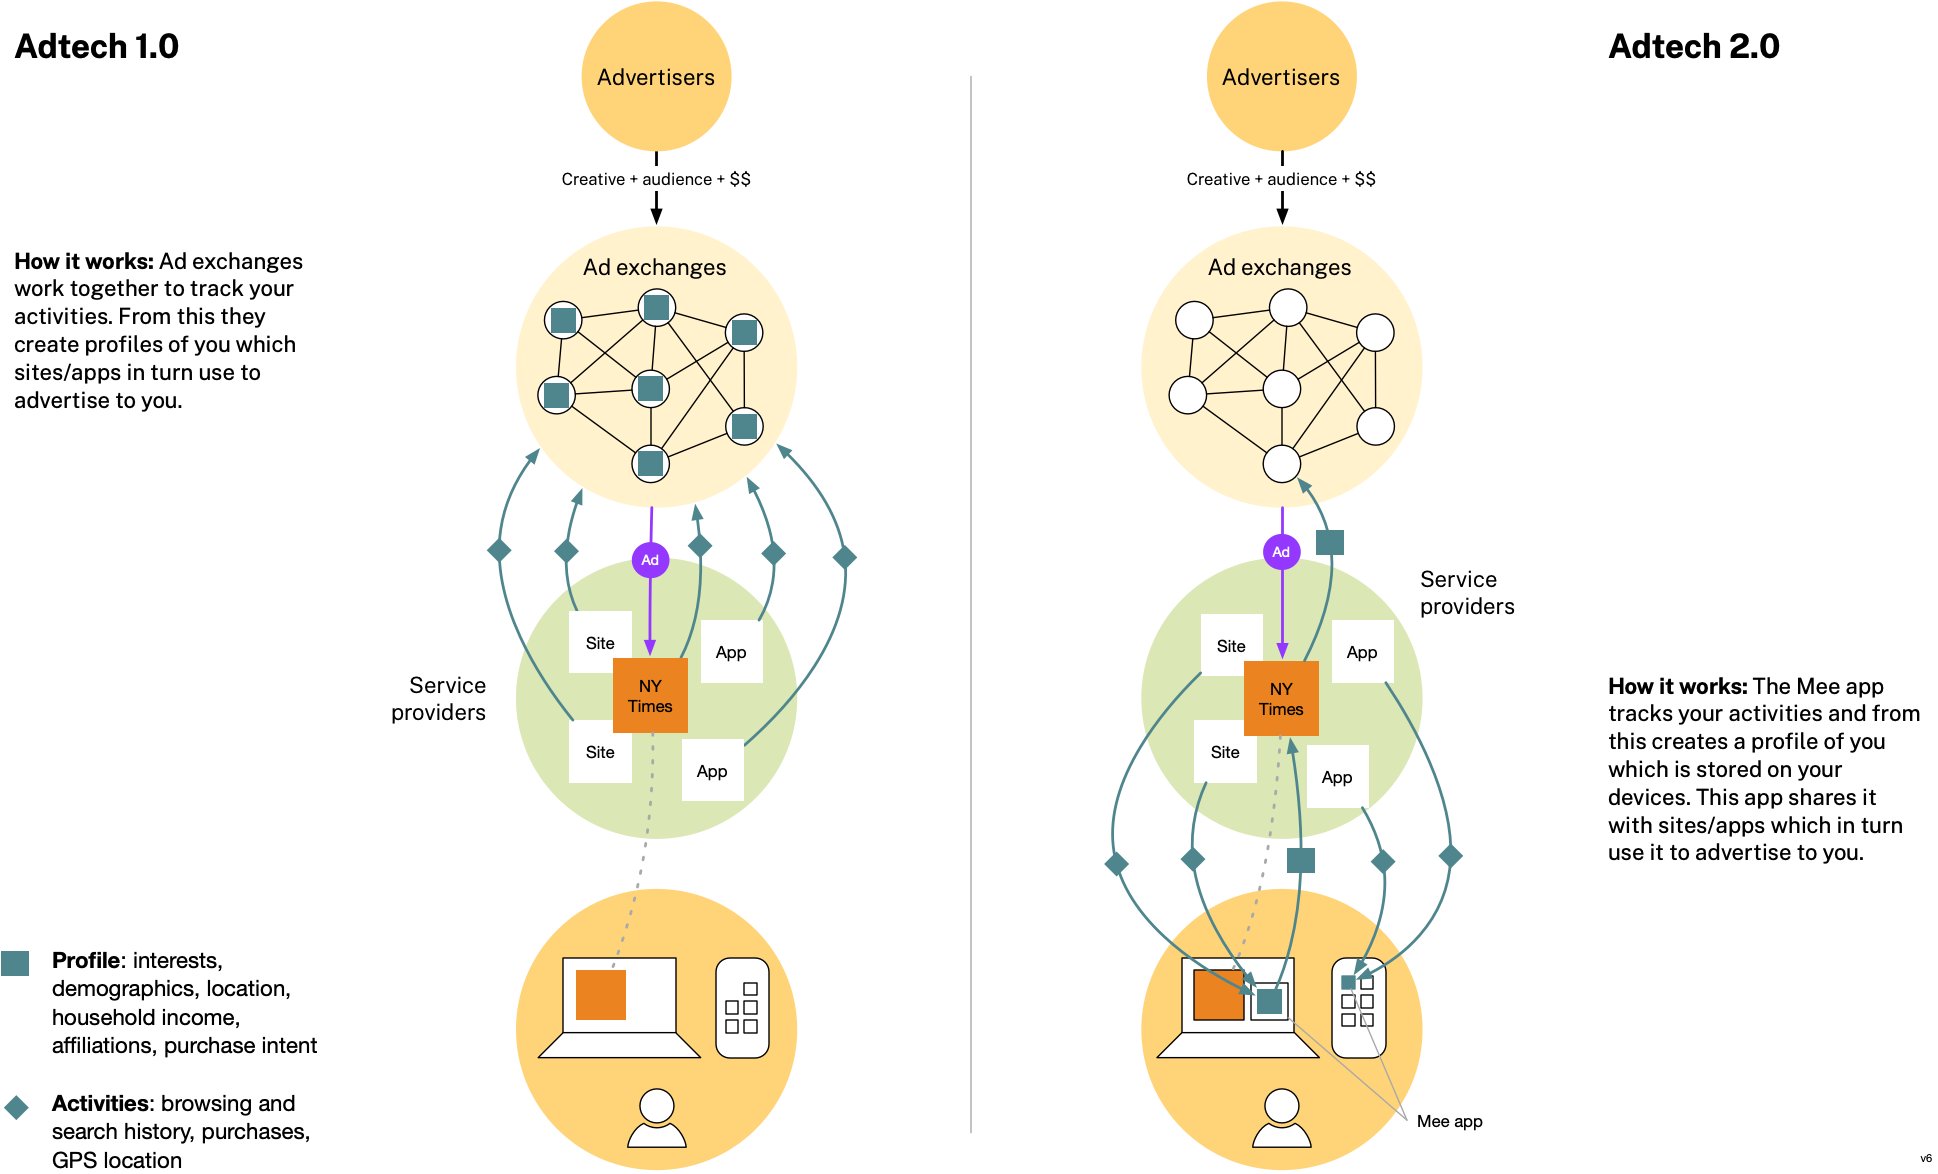 Adtech 1.0
Advertisers
Creative + audience + $$
How it works: Ad exchanges
work together to track your
activities. From this they
create profiles of you which
sites/apps in turn use to
advertise to you.
Ad exchanges
Ad
Site
App
NY
Times
Service
providers
Site
App
Profile: interests,
demographics, location,
household income,
affiliations, purchase intent
Activities: browsing and
search history, purchases,
GPS location
Adtech 2.0
Advertisers
Creative + audience + $$
Ad exchanges
Ad
Service
providers
Site
App
NY
Times
Site
App
How it works: The Mee app
tracks your activities and from
this creates a profile of you
which is stored on your
devices. This app shares it
with sites/apps which in turn
use it to advertise to you.
Mee app
v6